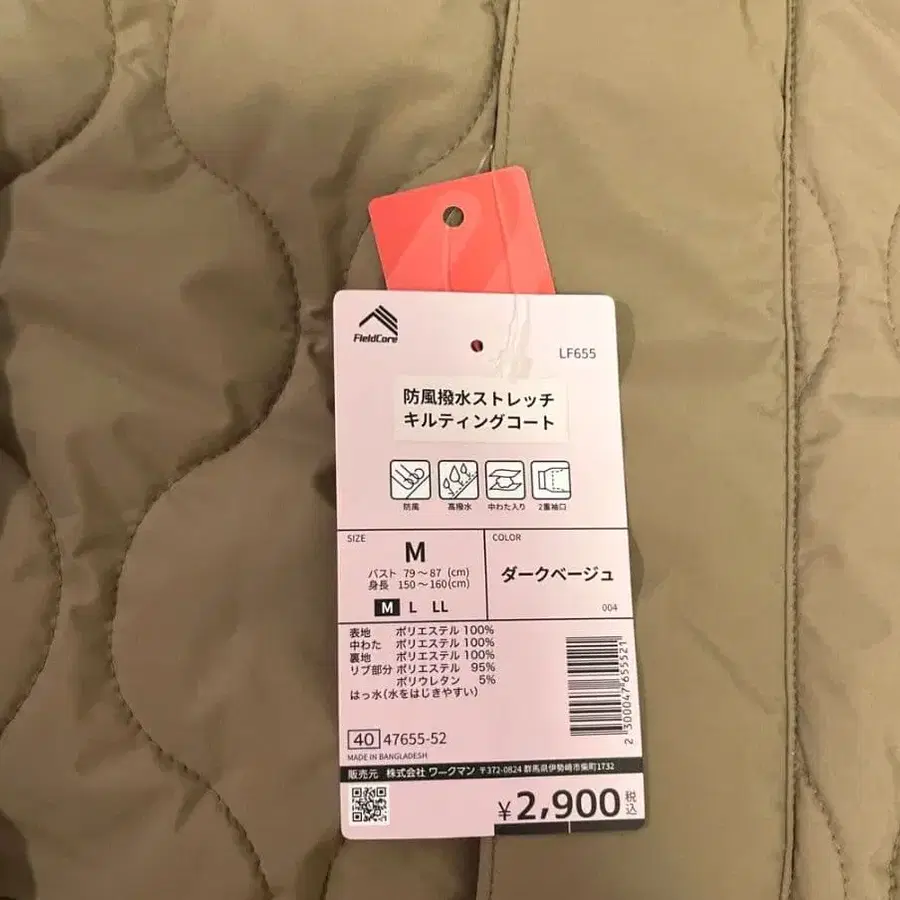 FieldCore
LF655
防風撥水ストレッチ
キルティングコート
防風 高撥水 中わた入り 2重袖口
SIZE
M
バスト 79～87 (cm)
身長 150～160(cm)
M L LL
COLOR
ダークベージュ
004
表地 ポリエステル 100%
中わた ポリエステル 100%
裏地 ポリエステル 100%
リブ部分 ポリエステル 95%
ポリウレタン 5%
はっ水(水をはじきやすい)
2 300047 655521
40 47655-52
MADE IN BANGLADESH
販売元 株式会社 ワークマン 〒372-0824 群馬県伊勢崎市柴町1732
¥2,900 税込